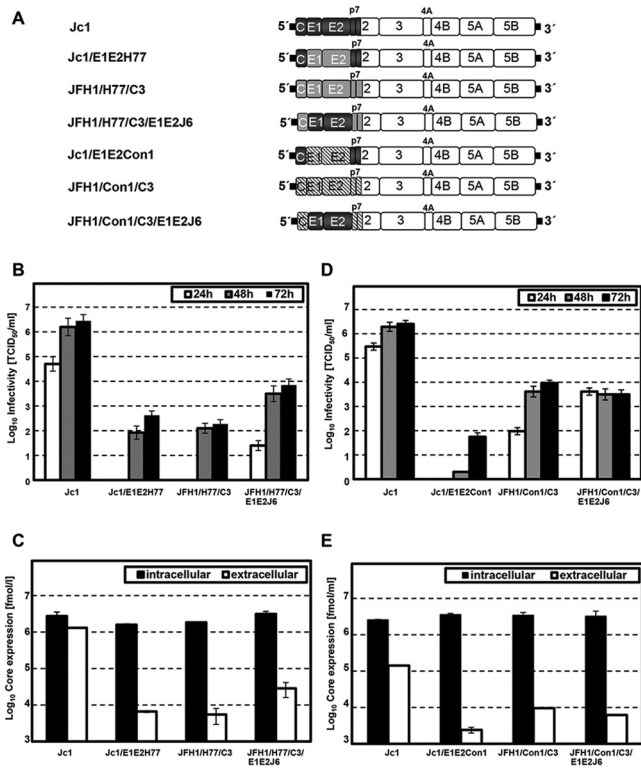 A
Jc1
5´ C E1 E2 p7 2 3 4A 4B 5A 5B 3´
Jc1/E1E2H77
5´ C E1 E2 p7 2 3 4A 4B 5A 5B 3´
JFH1/H77/C3
5´ C E1 E2 p7 2 3 4A 4B 5A 5B 3´
JFH1/H77/C3/E1E2J6
5´ C E1 E2 p7 2 3 4A 4B 5A 5B 3´
Jc1/E1E2Con1
5´ C E1 E2 p7 2 3 4A 4B 5A 5B 3´
JFH1/Con1/C3
5´ C E1 E2 p7 2 3 4A 4B 5A 5B 3´
JFH1/Con1/C3/E1E2J6
5´ C E1 E2 p7 2 3 4A 4B 5A 5B 3´
B
24h 48h 72h
Log10 Infectivity [TCID50/ml]
7
6
5
4
3
2
1
0
Jc1 Jc1/E1E2H77 JFH1/H77/C3 JFH1/H77/C3/
E1E2J6
D
24h 48h 72h
Log10 Infectivity [TCID50/ml]
7
6
5
4
3
2
1
0
Jc1 Jc1/E1E2Con1 JFH1/Con1/C3 JFH1/Con1/C3/
E1E2J6
C
intracellular extracellular
Log10 Core expression [fmol/l]
7
6
5
4
3
Jc1 Jc1/E1E2H77 JFH1/H77/C3 JFH1/H77/C3/
E1E2J6
E
intracellular extracellular
Log10 Core expression [fmol/ml]
7
6
5
4
3
Jc1 Jc1/E1E2Con1 JFH1/Con1/C3 JFH1/Con1/C3/
E1E2J6